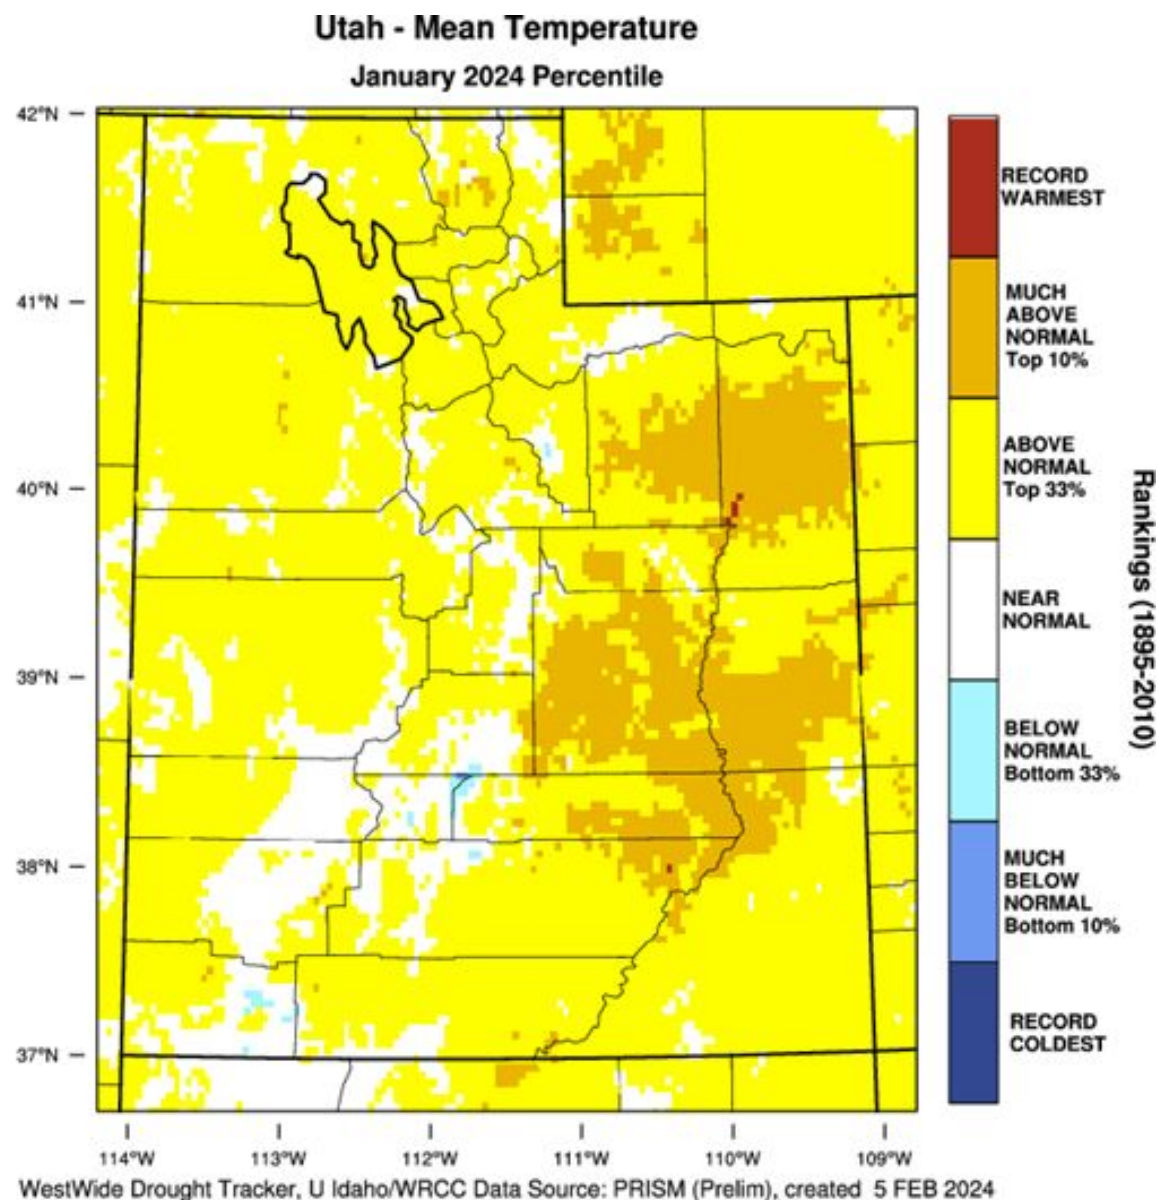 Utah - Mean Temperature
January 2024 Percentile
42°N
41°N
40°N
39°N
38°N
37°N
114°W
113°W
112°W
111°W
110°W
109°W
RECORD
WARMEST
MUCH
ABOVE
NORMAL
Top 10%
ABOVE
NORMAL
Top 33%
NEAR
NORMAL
BELOW
NORMAL
Bottom 33%
MUCH
BELOW
NORMAL
Bottom 10%
RECORD
COLDEST
Rankings (1895-2010)
WestWide Drought Tracker, U Idaho/WRCC Data Source: PRISM (Prelim), created 5 FEB 2024